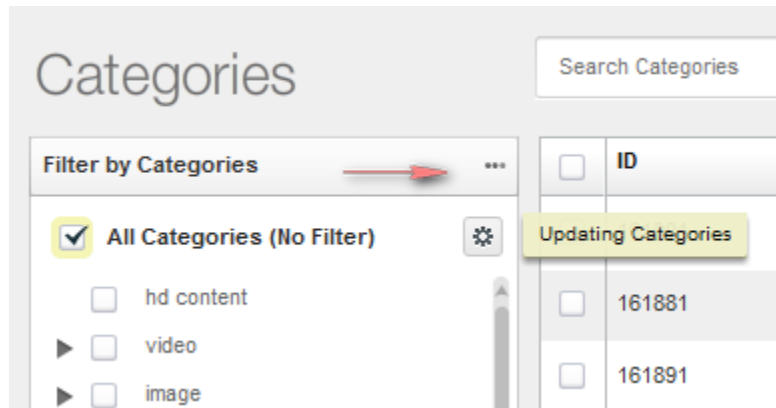 Categories
Search Categories
Filter by Categories
...
ID
All Categories (No Filter)
Updating Categories
hd content
161881
video
161891
image